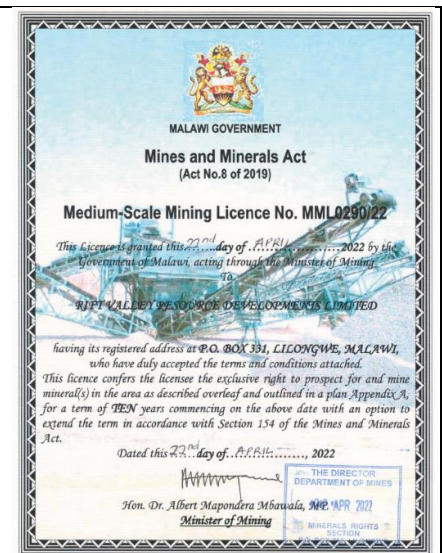 MALAWI GOVERNMENT
Mines and Minerals Act
(Act No.8 of 2019)
Medium-Scale Mining Licence No. MML0290/22
This Licence is granted this 22nd day of APRIL 2022 by the
Government of Malawi, acting through the Minister of Mining
To
RIFT VALLEY RESOURCE DEVELOPMENTS LIMITED
having its registered address at P.O. BOX 331, LILONGWE, MALAWI,
who have duly accepted the terms and conditions attached.
This licence confers the licensee the exclusive right to prospect for and mine
mineral(s) in the area as described overleaf and outlined in a plan Appendix A,
for a term of TEN years commencing on the above date with an option to
extend the term in accordance with Section 154 of the Mines and Minerals
Act.
Dated this 22nd day of APRIL, 2022
Hon. Dr. Albert Mapondera Mbawala, MP.
Minister of Mining
THE DIRECTOR
DEPARTMENT OF MINES
APR 2022
MINERALS RIGHTS
SECTION